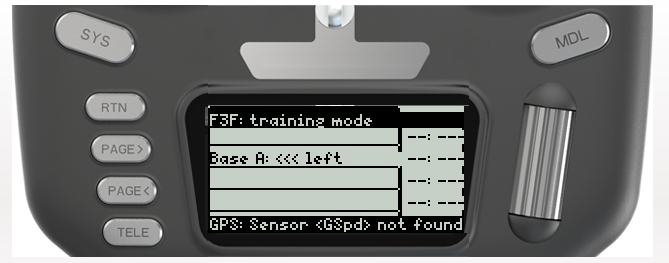 SYS
MDL
RTN
PAGE>
PAGE<
TELE
F3F: training mode
--: ---
Base A: <<< left
--: ---
--: ---
--: ---
GPS: Sensor <GSpd> not found